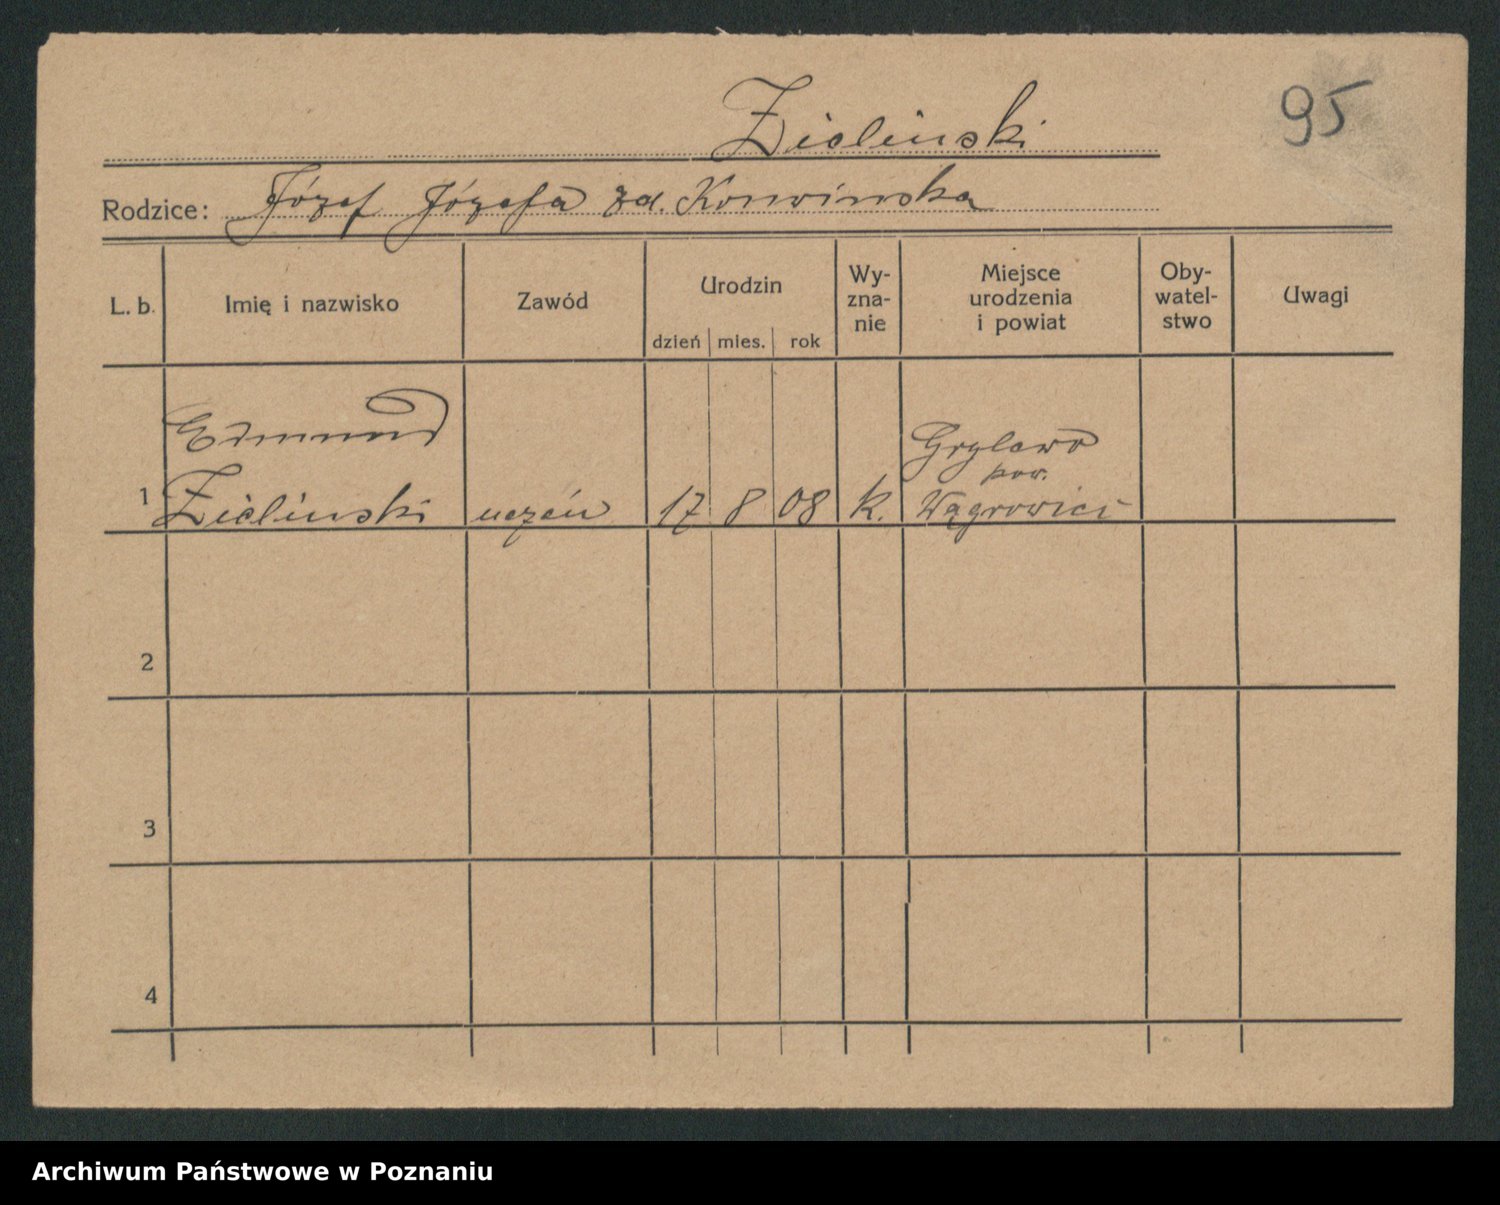 Zieliński
95
Rodzice: Józef Józefa zd. Konwinska
L. b. Imię i nazwisko Zawód Urodzin dzień mies. rok Wy-zna-nie Miejsce urodzenia i powiat Oby-watel-stwo Uwagi
Edmund Grylewo
pow.
1 Zieliński uczeń 17 8 08 k. Wągrowiec
2
3
4
Archiwum Państwowe w Poznaniu